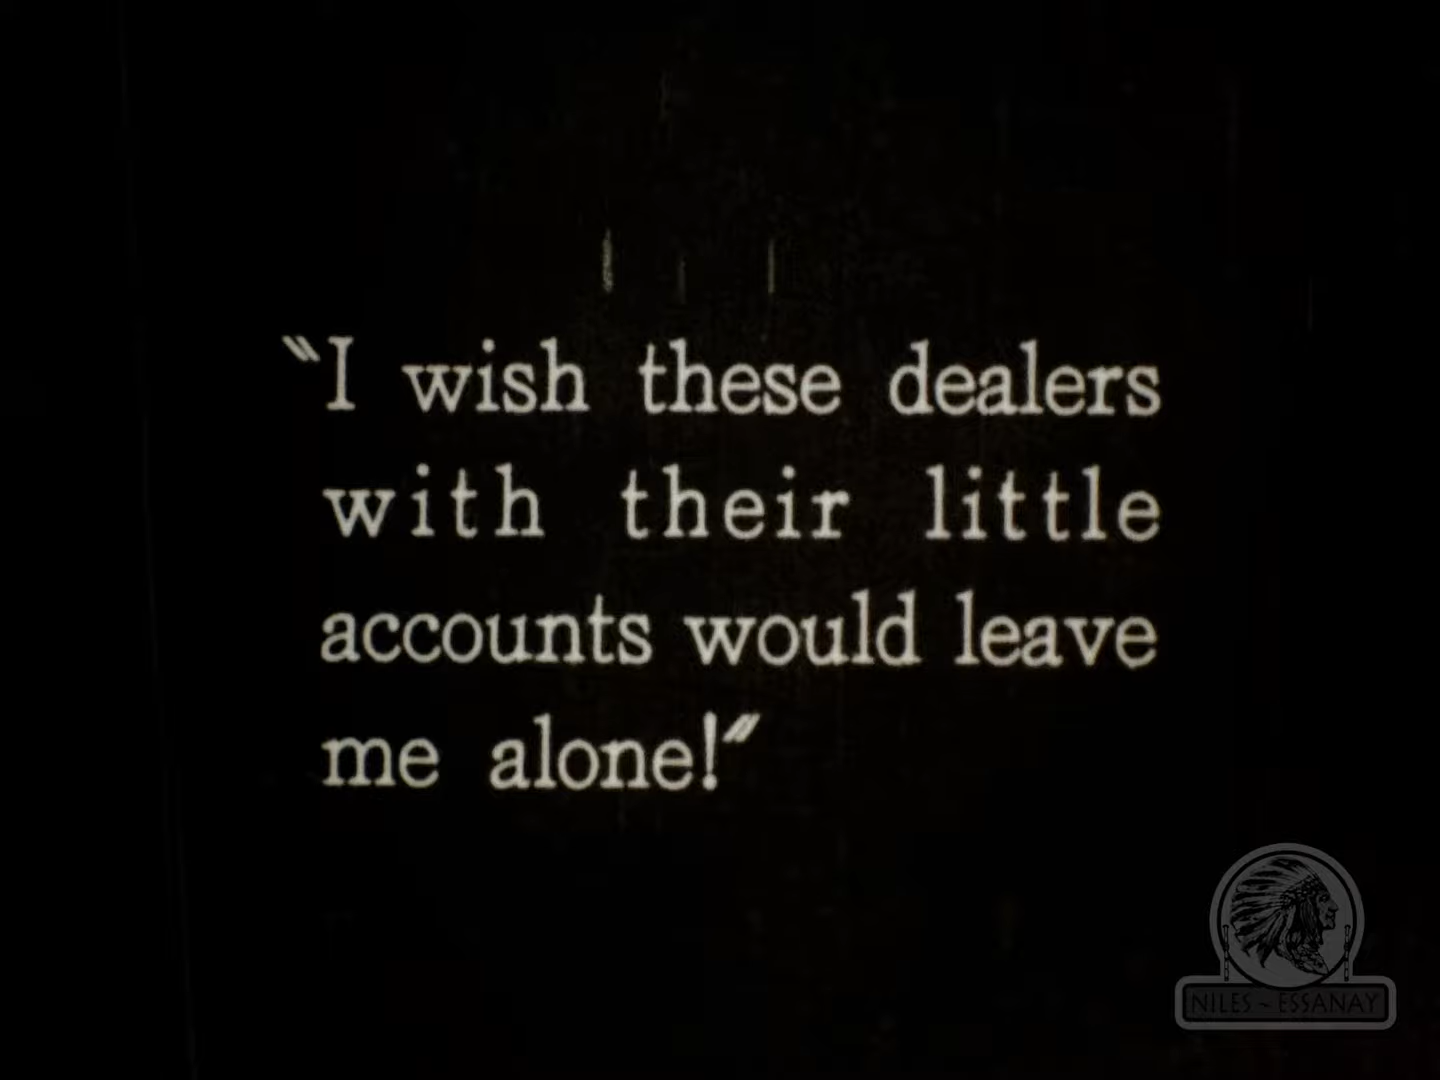 "I wish these dealers
with their little
accounts would leave
me alone!"
NILES ~ ESSANAY